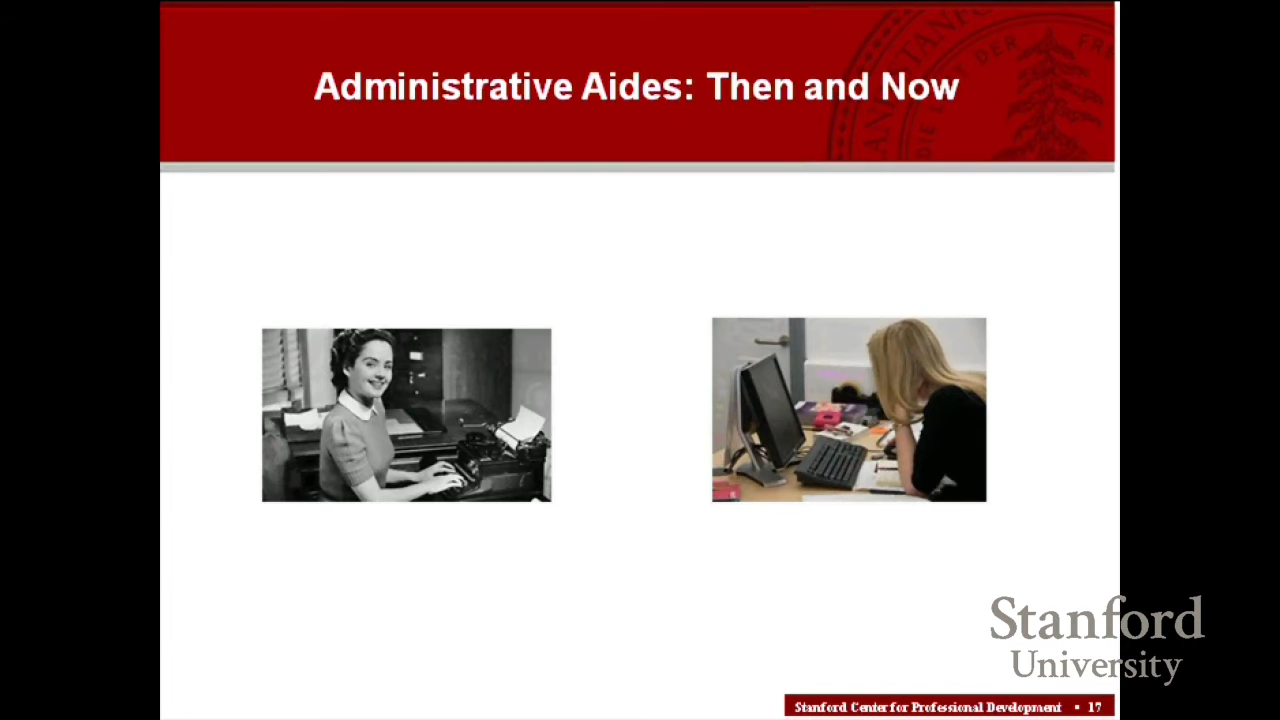 Administrative Aides: Then and Now
Stanford
University
Stanford Center for Professional Development • 17